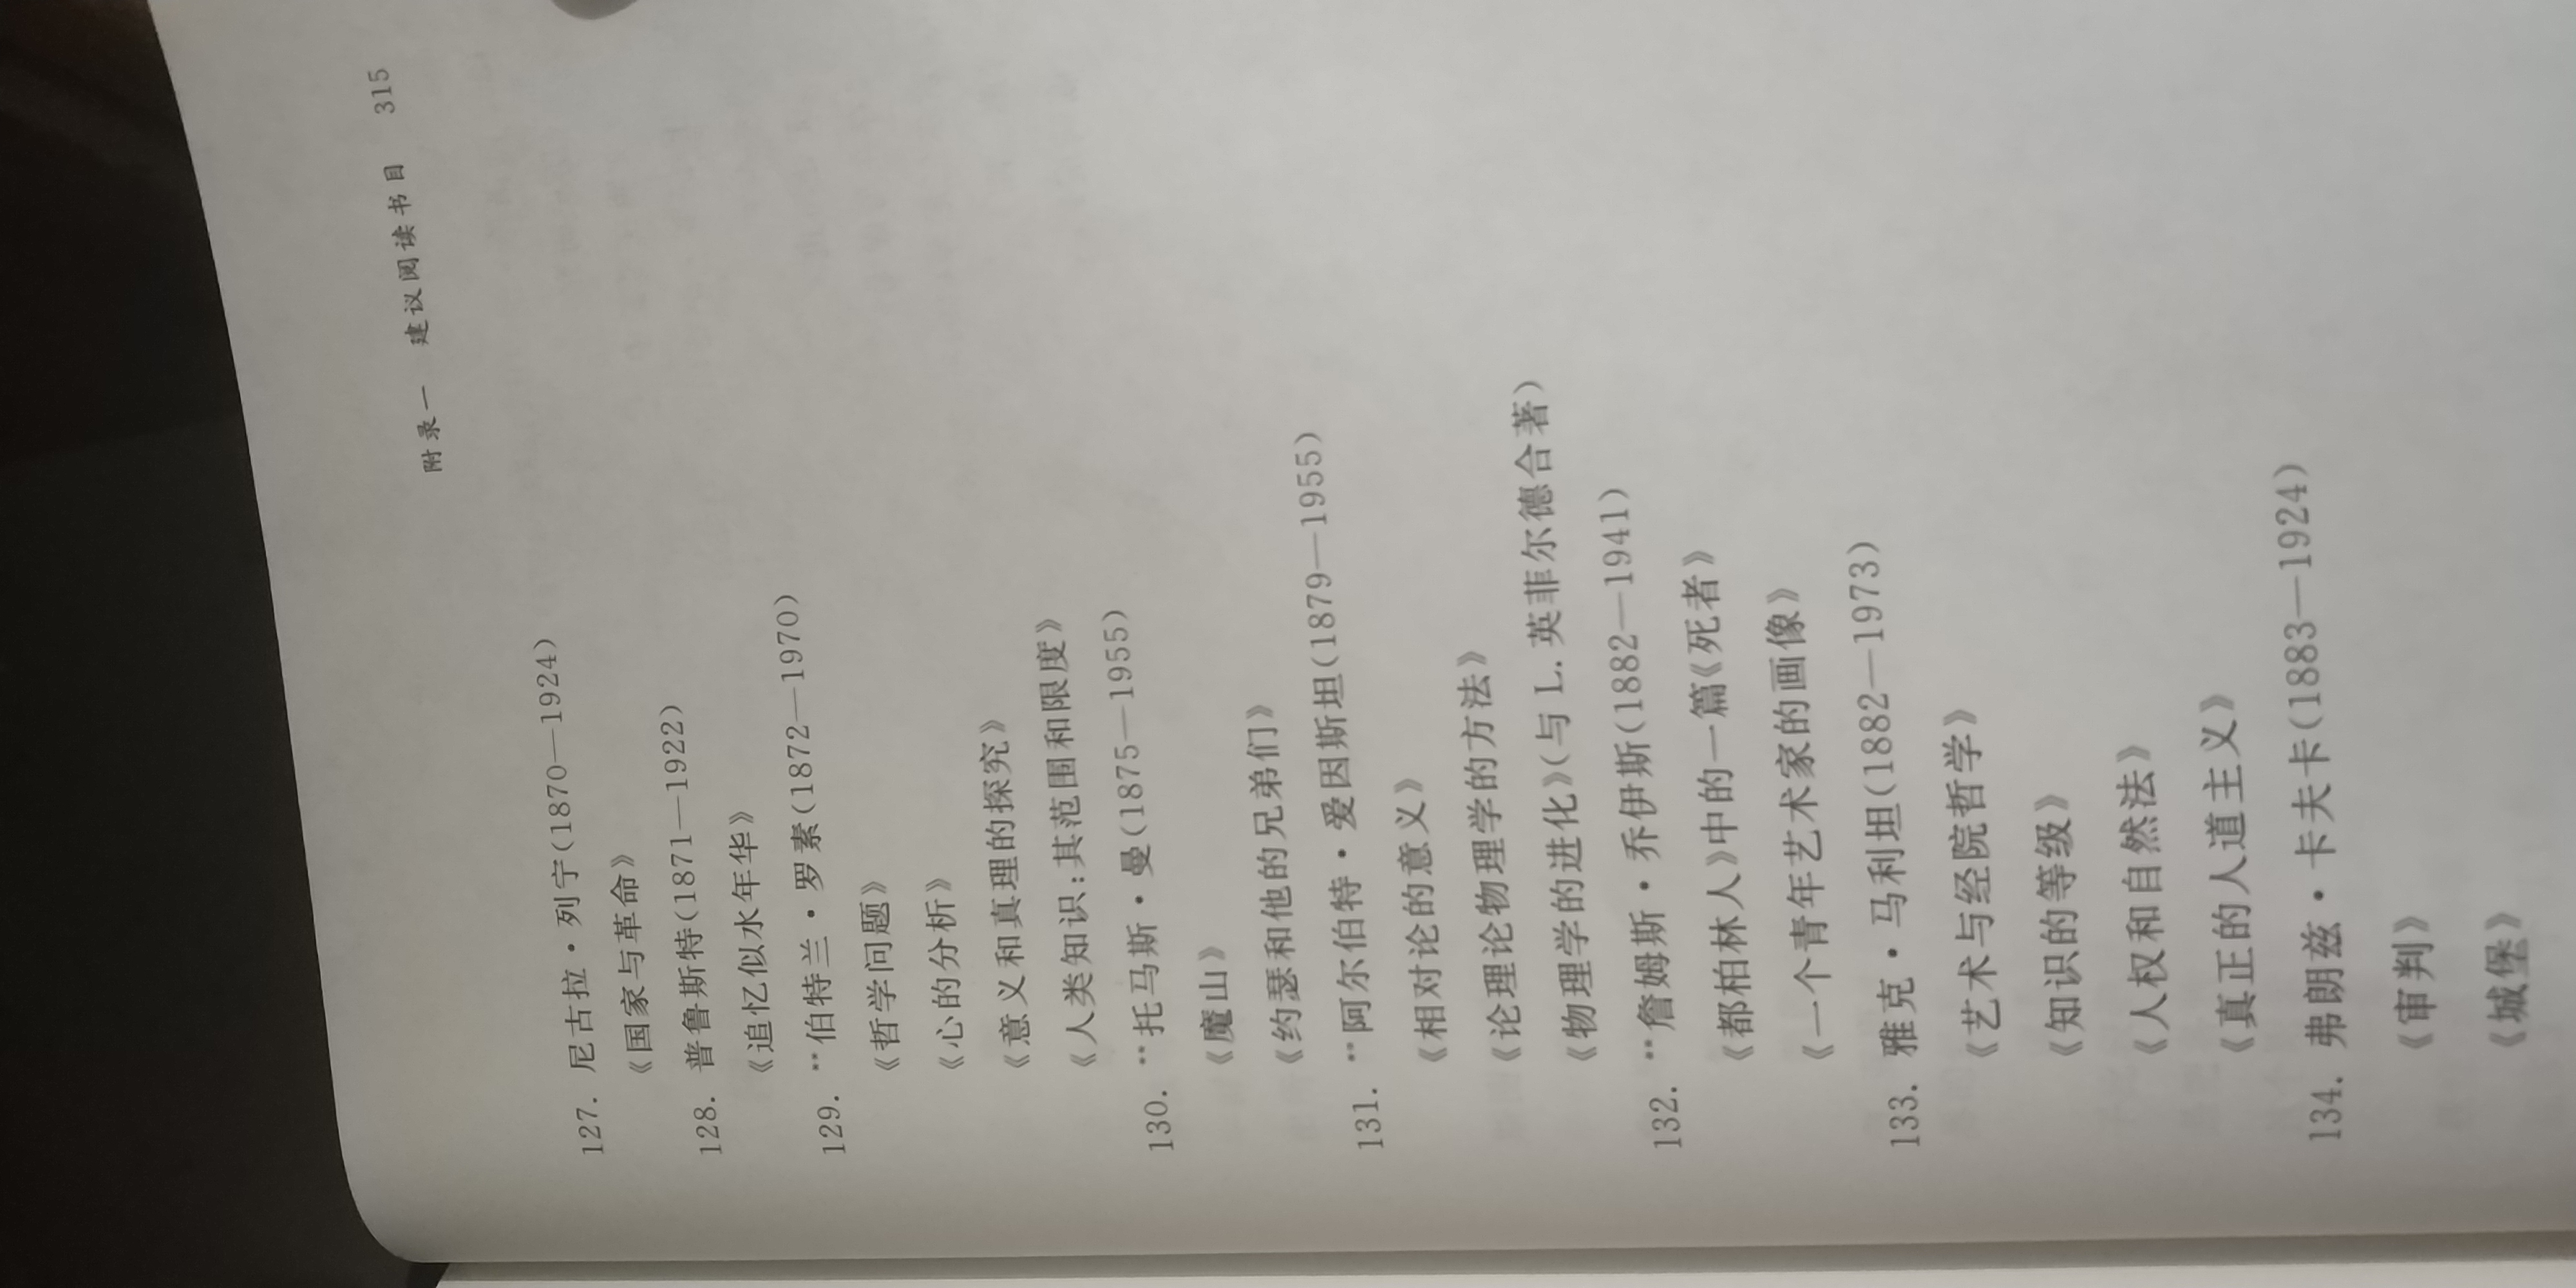 附录一 建议阅读书目 315
127. 尼古拉·列宁(1870—1924)
《国家与革命》
128. 普鲁斯特(1871—1922)
《追忆似水年华》
129. **伯特兰·罗素(1872—1970)
《哲学问题》
《心的分析》
《意义和真理的探究》
《人类知识:其范围和限度》
130. **托马斯·曼(1875—1955)
《魔山》
《约瑟和他的兄弟们》
131. **阿尔伯特·爱因斯坦(1879—1955)
《相对论的意义》
《论理论物理学的方法》
《物理学的进化》(与 L. 英菲尔德合著)
132. **詹姆斯·乔伊斯(1882—1941)
《都柏林人》中的一篇《死者》
《一个青年艺术家的画像》
133. 雅克·马利坦(1882—1973)
《艺术与经院哲学》
《知识的等级》
《人权和自然法》
《真正的人道主义》
134. 弗朗兹·卡夫卡(1883—1924)
《审判》
《城堡》